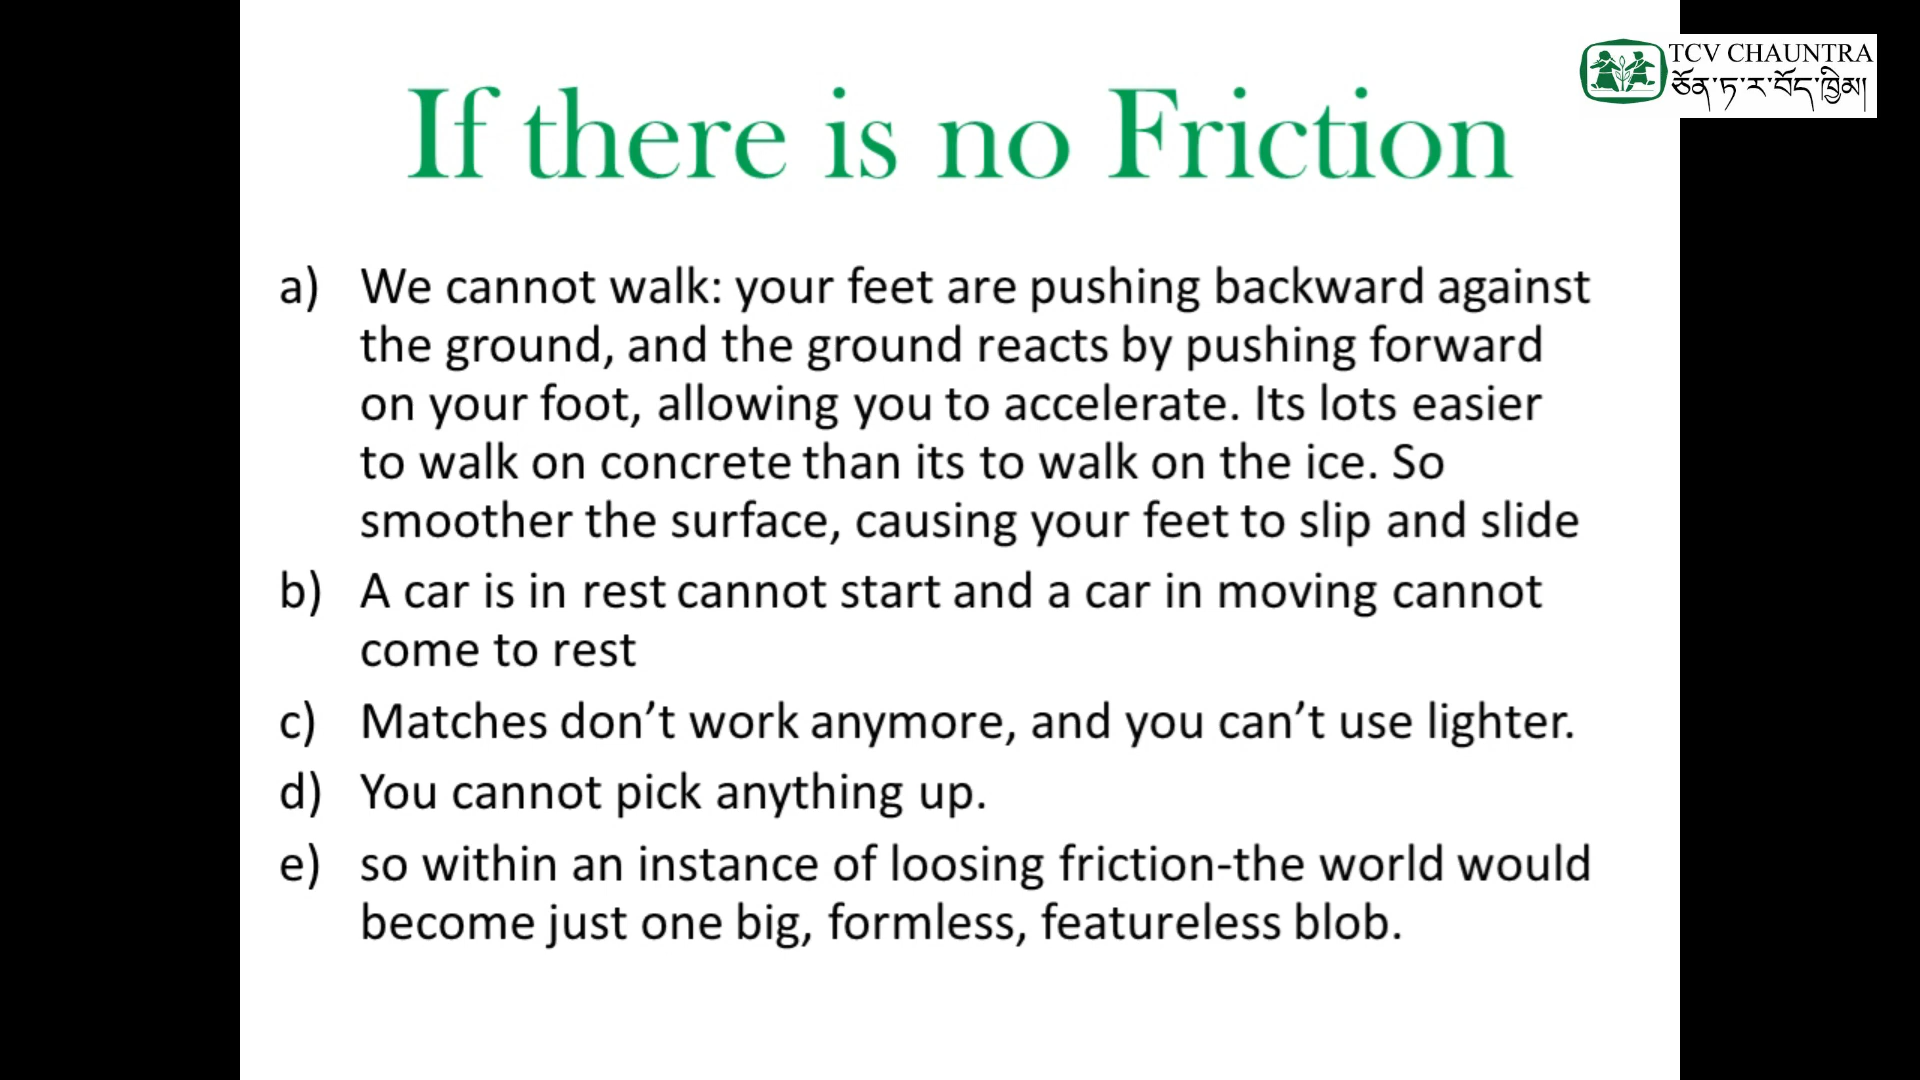 TCV CHAUNTRA
ཅོན་ཏ་ར་བོད་ཁྱིམ།
If there is no Friction
a) We cannot walk: your feet are pushing backward against
the ground, and the ground reacts by pushing forward
on your foot, allowing you to accelerate. Its lots easier
to walk on concrete than its to walk on the ice. So
smoother the surface, causing your feet to slip and slide
b) A car is in rest cannot start and a car in moving cannot
come to rest
c) Matches don’t work anymore, and you can’t use lighter.
d) You cannot pick anything up.
e) so within an instance of loosing friction-the world would
become just one big, formless, featureless blob.